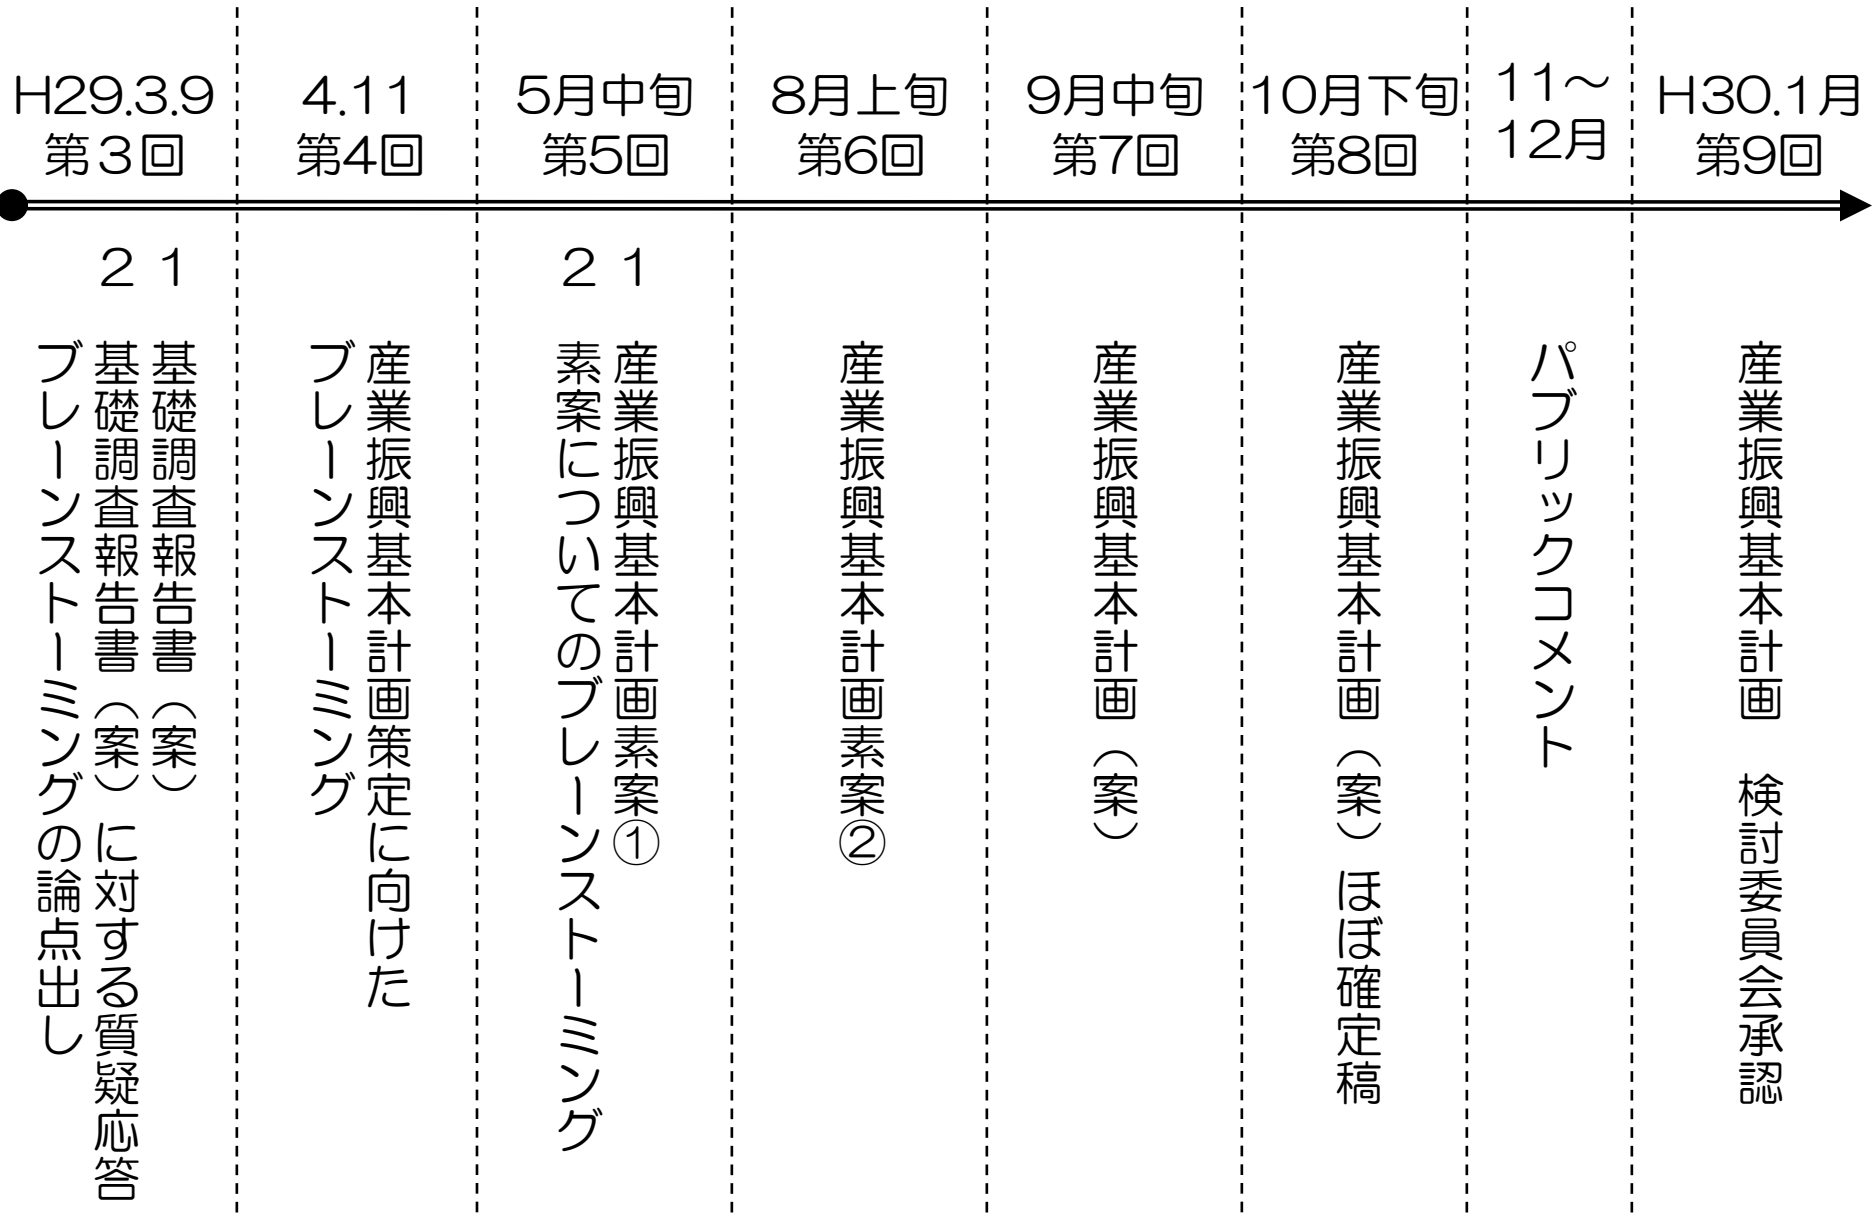 H29.3.9
第３回
１ 基礎調査報告書（案）
２ 基礎調査報告書（案）に対する質疑応答
ブレーンストーミングの論点出し
4.11
第4回
産業振興基本計画策定に向けた
ブレーンストーミング
5月中旬
第5回
１ 産業振興基本計画素案①
２ 素案についてのブレーンストーミング
8月上旬
第6回
産業振興基本計画素案②
9月中旬
第7回
産業振興基本計画（案）
10月下旬
第8回
産業振興基本計画（案）ほぼ確定稿
11～
12月
パブリックコメント
H30.1月
第9回
産業振興基本計画　検討委員会承認